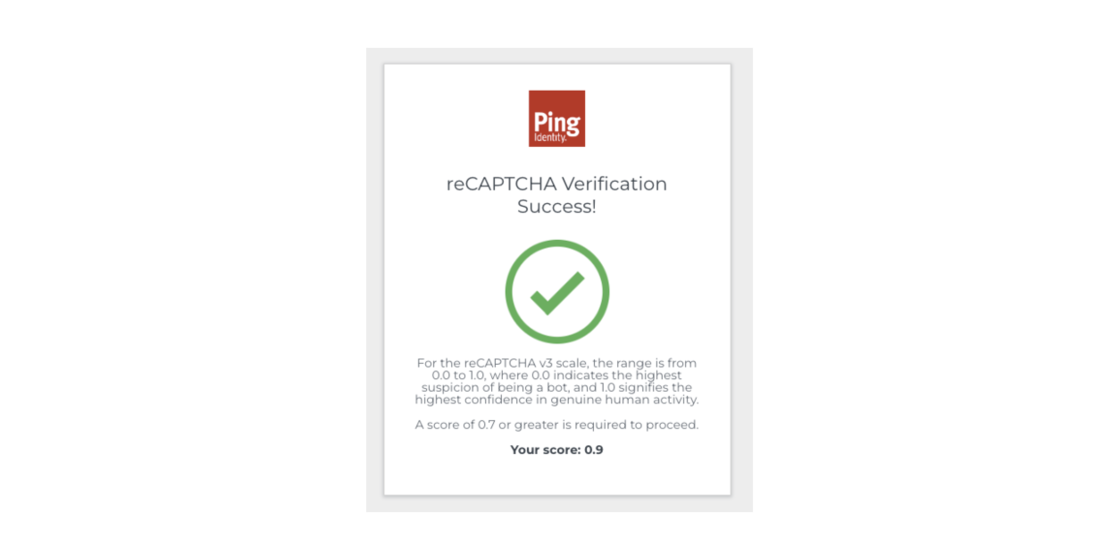 Ping
Identity.
reCAPTCHA Verification
Success!
For the reCAPTCHA v3 scale, the range is from
0.0 to 1.0, where 0.0 indicates the highest
suspicion of being a bot, and 1.0 signifies the
highest confidence in genuine human activity.
A score of 0.7 or greater is required to proceed.
Your score: 0.9